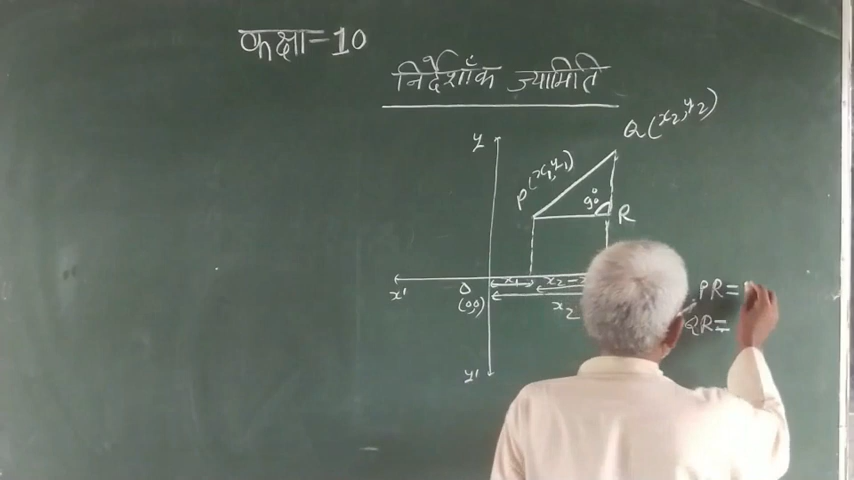 कक्षा=10
निर्देशाँक ज्यामिति
Q(x₂,y₂)
y
P(x₁,y₁)
90°
R
x'
O
(0,0)
x₁
x₂-
x₂
PR=
QR=
y'